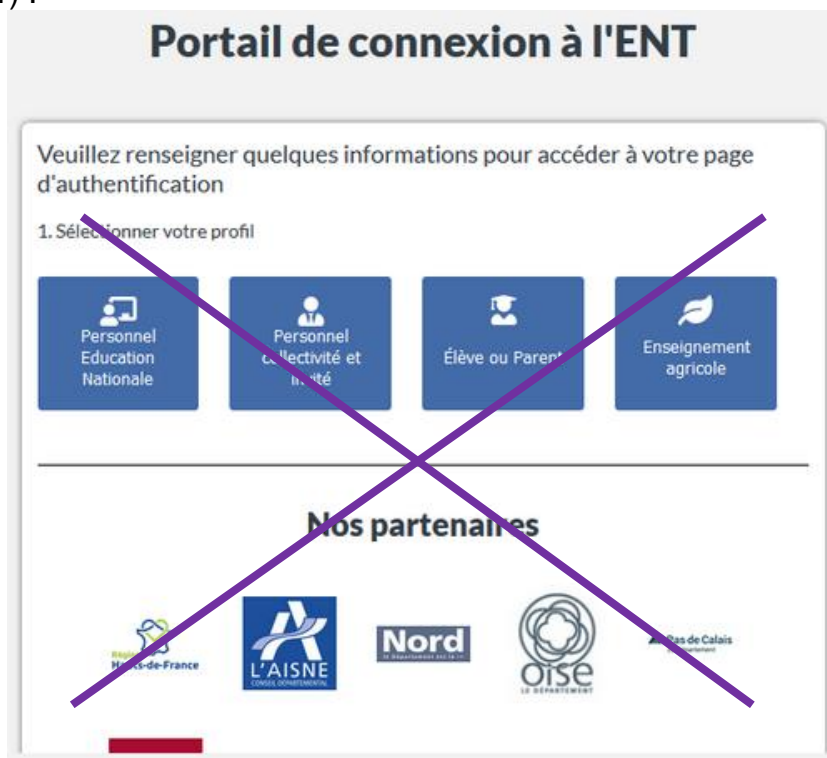 Portail de connexion à l'ENT
Veuillez renseigner quelques informations pour accéder à votre page
d'authentification
1. Sélectionner votre profil
Personnel
Education
Nationale
Personnel
collectivité et
invité
Élève ou Parent
Enseignement
agricole
Nos partenaires
Région
Hauts-de-France
L'AISNE
CONSEIL DÉPARTEMENTAL
Nord
Oise
LE DÉPARTEMENT
Pas de Calais